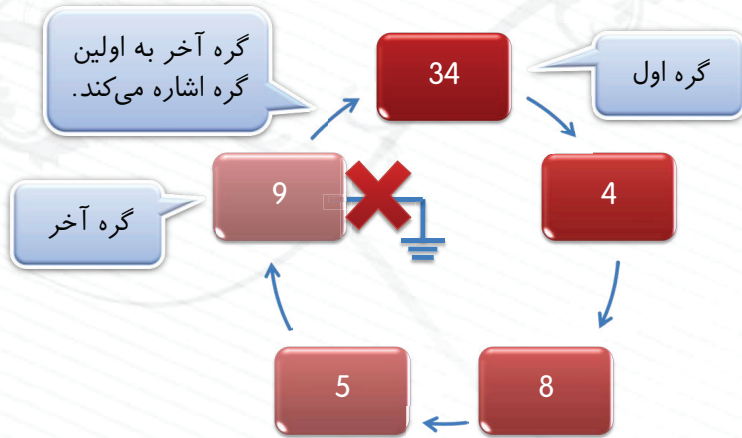 گره آخر به اولین
گره اشاره می‌کند.
34
گره اول
9
4
گره آخر
5
8